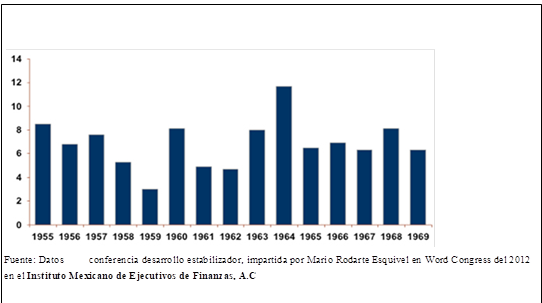 14
12
10
8
6
4
2
0
1955 1956 1957 1958 1959 1960 1961 1962 1963 1964 1965 1966 1967 1968 1969
Fuente: Datos conferencia desarrollo estabilizador, impartida por Mario Rodarte Esquivel en Word Congress del 2012
en el Instituto Mexicano de Ejecutivos de Finanzas, A.C